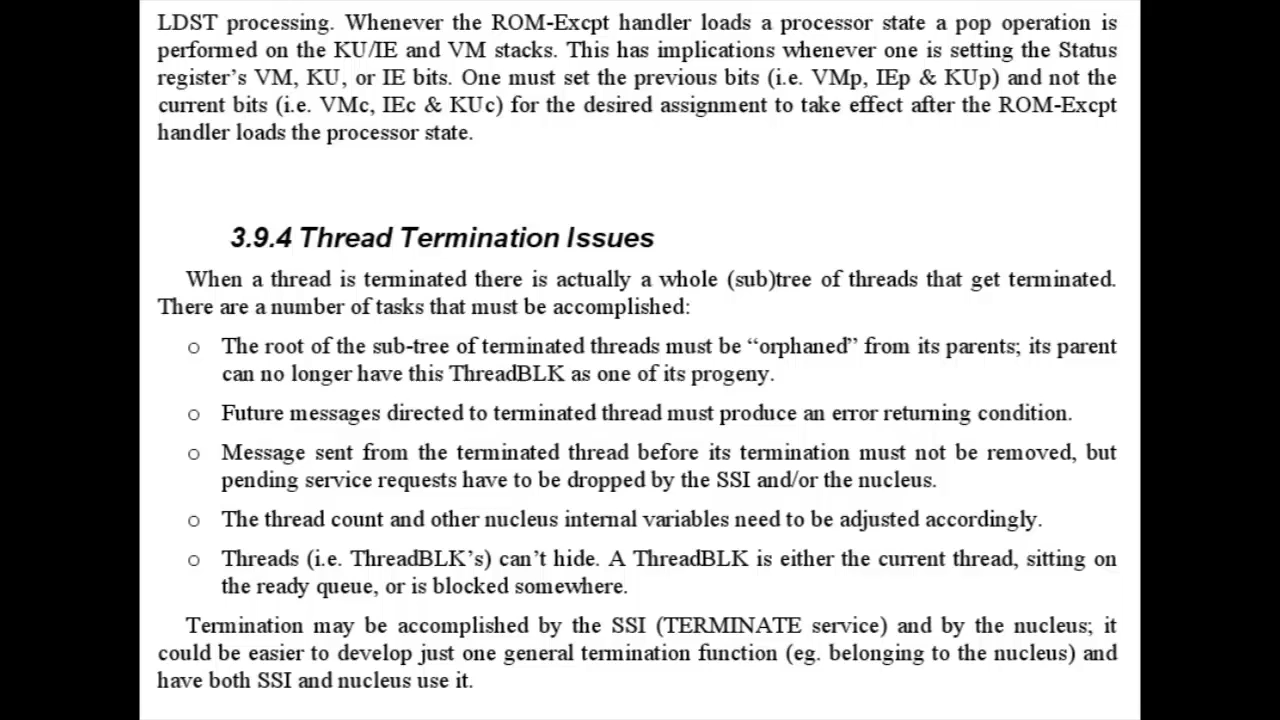 LDST processing. Whenever the ROM-Excpt handler loads a processor state a pop operation is
performed on the KU/IE and VM stacks. This has implications whenever one is setting the Status
register's VM, KU, or IE bits. One must set the previous bits (i.e. VMp, IEp & KUp) and not the
current bits (i.e. VMc, IEc & KUc) for the desired assignment to take effect after the ROM-Excpt
handler loads the processor state.
3.9.4 Thread Termination Issues
When a thread is terminated there is actually a whole (sub)tree of threads that get terminated.
There are a number of tasks that must be accomplished:
o The root of the sub-tree of terminated threads must be “orphaned” from its parents; its parent
can no longer have this ThreadBLK as one of its progeny.
o Future messages directed to terminated thread must produce an error returning condition.
o Message sent from the terminated thread before its termination must not be removed, but
pending service requests have to be dropped by the SSI and/or the nucleus.
o The thread count and other nucleus internal variables need to be adjusted accordingly.
o Threads (i.e. ThreadBLK's) can't hide. A ThreadBLK is either the current thread, sitting on
the ready queue, or is blocked somewhere.
Termination may be accomplished by the SSI (TERMINATE service) and by the nucleus; it
could be easier to develop just one general termination function (eg. belonging to the nucleus) and
have both SSI and nucleus use it.